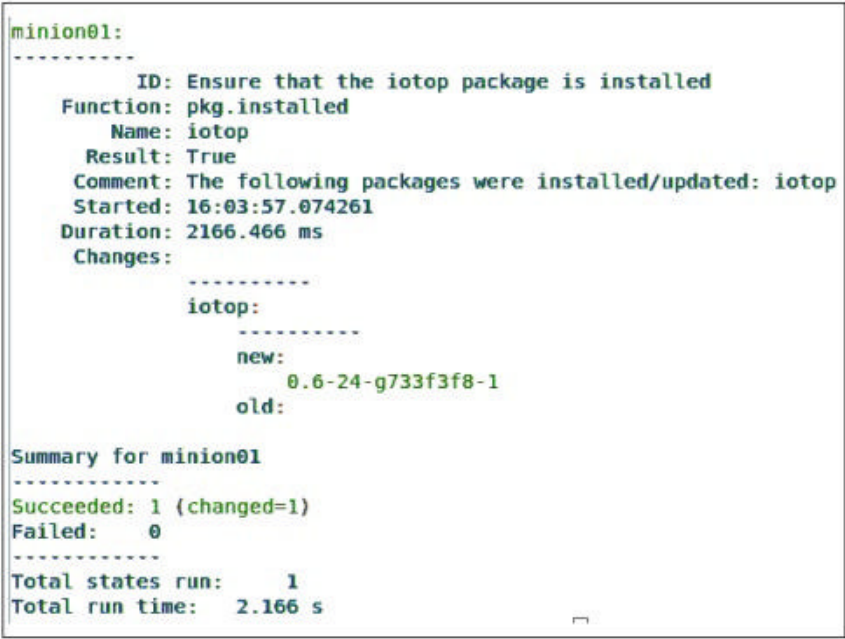 minion01:
----------
ID: Ensure that the iotop package is installed
Function: pkg.installed
Name: iotop
Result: True
Comment: The following packages were installed/updated: iotop
Started: 16:03:57.074261
Duration: 2166.466 ms
Changes:
----------
iotop:
----------
new:
0.6-24-g733f3f8-1
old:
Summary for minion01
------------
Succeeded: 1 (changed=1)
Failed: 0
------------
Total states run: 1
Total run time: 2.166 s